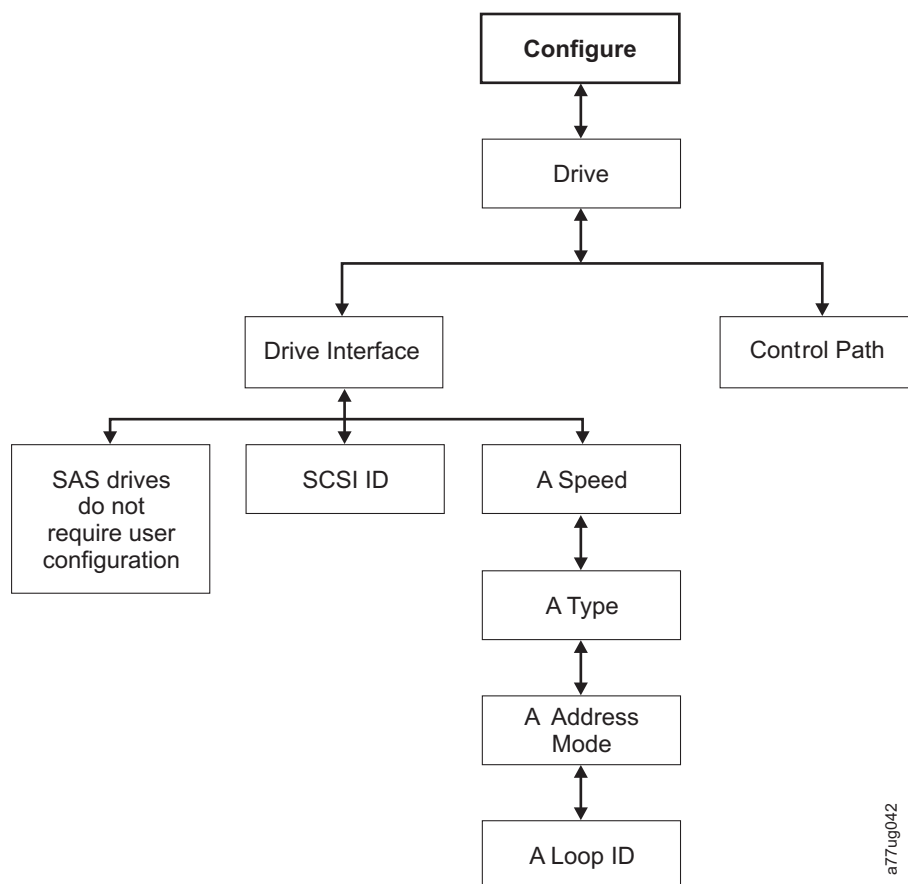 Configure
Drive
Drive Interface
Control Path
SAS drives
do not
require user
configuration
SCSI ID
A Speed
A Type
A Address
Mode
A Loop ID
a77ug042